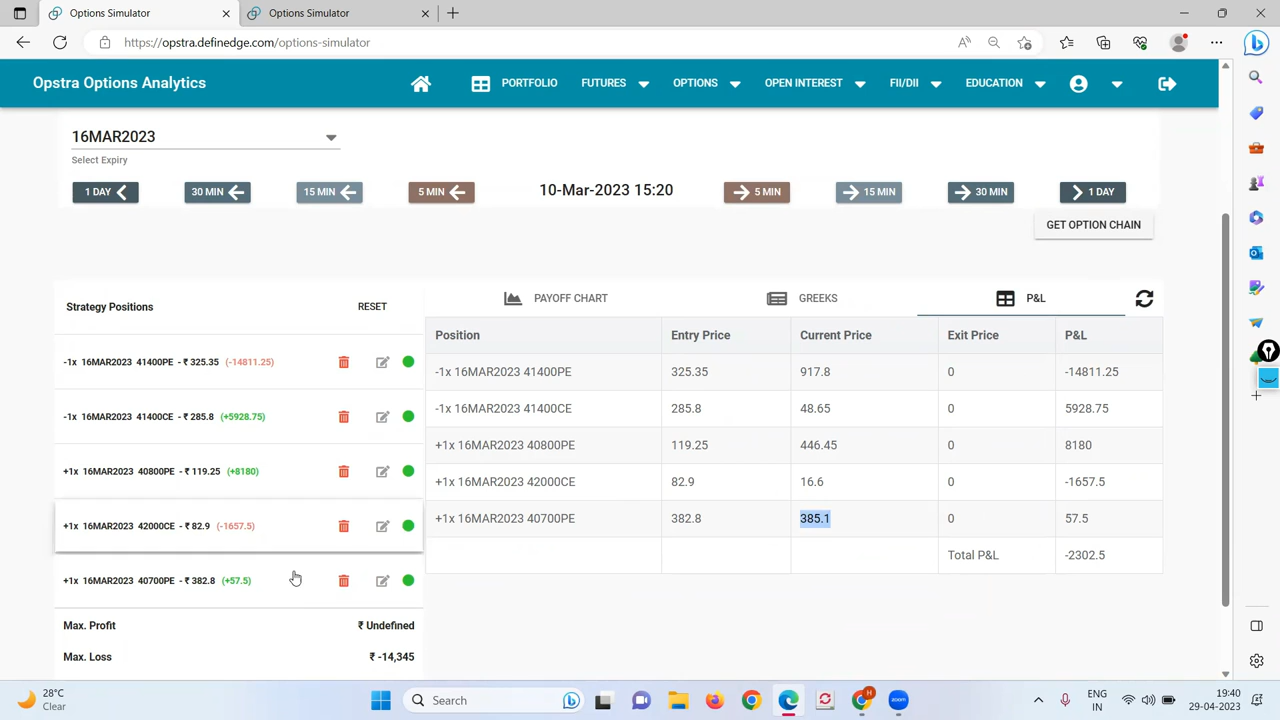 Options Simulator
Options Simulator
https://opstra.definedge.com/options-simulator
Opstra Options Analytics
PORTFOLIO
FUTURES
OPTIONS
OPEN INTEREST
FII/DII
EDUCATION
16MAR2023
Select Expiry
1 DAY
30 MIN
15 MIN
5 MIN
10-Mar-2023 15:20
5 MIN
15 MIN
30 MIN
1 DAY
GET OPTION CHAIN
Strategy Positions RESET
-1x 16MAR2023 41400PE - ₹ 325.35 (-14811.25)
-1x 16MAR2023 41400CE - ₹ 285.8 (+5928.75)
+1x 16MAR2023 40800PE - ₹ 119.25 (+8180)
+1x 16MAR2023 42000CE - ₹ 82.9 (-1657.5)
+1x 16MAR2023 40700PE - ₹ 382.8 (+57.5)
Max. Profit ₹ Undefined
Max. Loss ₹ -14,345
PAYOFF CHART GREEKS P&L
Position Entry Price Current Price Exit Price P&L
-1x 16MAR2023 41400PE 325.35 917.8 0 -14811.25
-1x 16MAR2023 41400CE 285.8 48.65 0 5928.75
+1x 16MAR2023 40800PE 119.25 446.45 0 8180
+1x 16MAR2023 42000CE 82.9 16.6 0 -1657.5
+1x 16MAR2023 40700PE 382.8 385.1 0 57.5
Total P&L -2302.5
28°C
Clear
Search
zoom
H
ENG
IN
19:40
29-04-2023